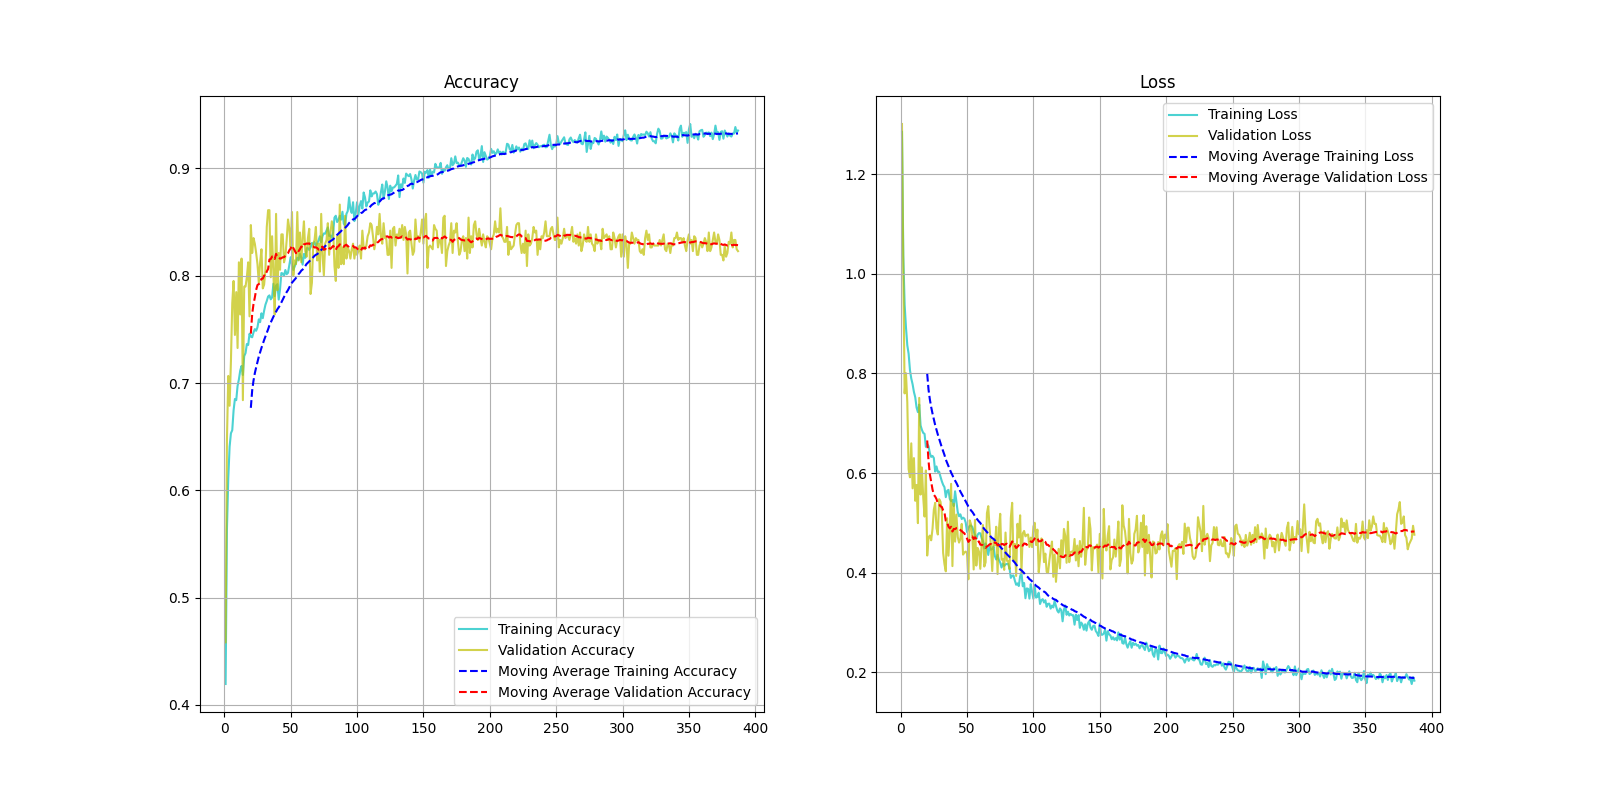 Accuracy
0.9
0.8
0.7
0.6
0.5
0.4
0 50 100 150 200 250 300 350 400
Training Accuracy
Validation Accuracy
Moving Average Training Accuracy
Moving Average Validation Accuracy
Loss
1.2
1.0
0.8
0.6
0.4
0.2
0 50 100 150 200 250 300 350 400
Training Loss
Validation Loss
Moving Average Training Loss
Moving Average Validation Loss